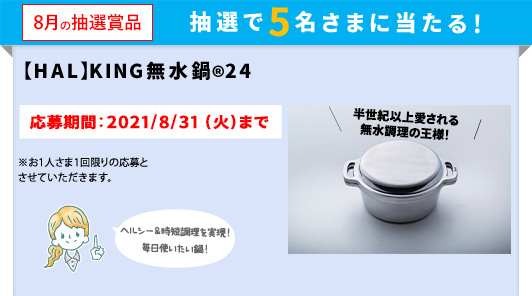 8月の抽選賞品
抽選で5名さまに当たる!
【HAL】KING無水鍋®24
応募期間:2021/8/31(火)まで
半世紀以上愛される
無水調理の王様!
※お1人さま1回限りの応募と
させていただきます。
ヘルシー&時短調理を実現!
毎日使いたい鍋!